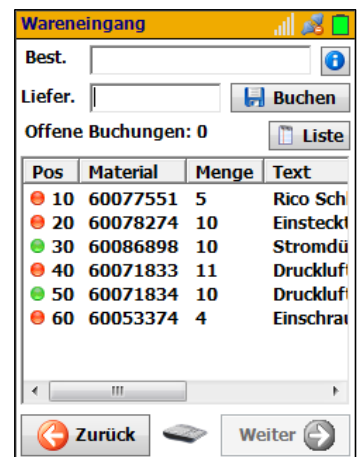 Wareneingang
Best.
Liefer. Buchen
Offene Buchungen: 0 Liste
Pos Material Menge Text
10 60077551 5 Rico Sch
20 60078274 10 Einsteckt
30 60086898 10 Stromdü
40 60071833 11 Druckluft
50 60071834 10 Druckluft
60 60053374 4 Einschrau
Zurück Weiter